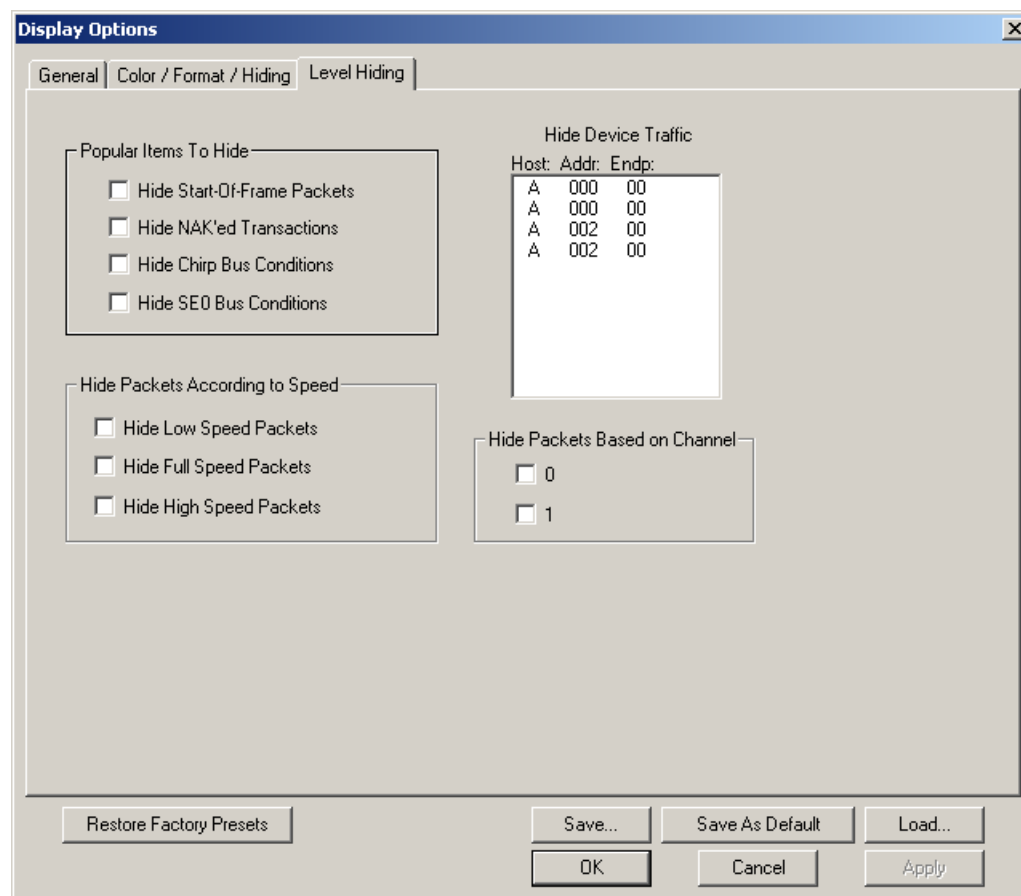 Display Options
General
Color / Format / Hiding
Level Hiding
Popular Items To Hide
Hide Start-Of-Frame Packets
Hide NAK'ed Transactions
Hide Chirp Bus Conditions
Hide SE0 Bus Conditions
Hide Packets According to Speed
Hide Low Speed Packets
Hide Full Speed Packets
Hide High Speed Packets
Hide Device Traffic
Host: Addr: Endp:
A 000 00
A 000 00
A 002 00
A 002 00
Hide Packets Based on Channel
0
1
Restore Factory Presets
Save...
Save As Default
Load...
OK
Cancel
Apply